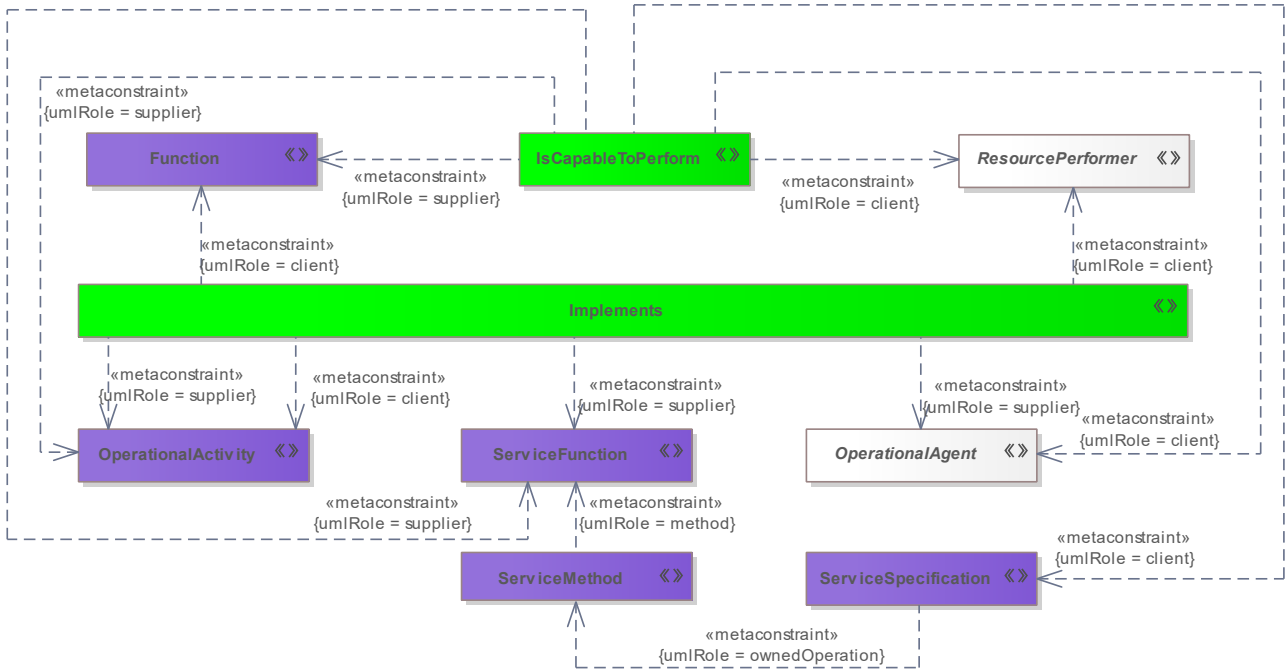 «metaconstraint»
{umlRole = supplier}
Function
«»
IsCapableToPerform
«»
ResourcePerformer
«»
«metaconstraint»
{umlRole = supplier}
«metaconstraint»
{umlRole = client}
«metaconstraint»
{umlRole = client}
«metaconstraint»
{umlRole = client}
Implements
«»
«metaconstraint»
{umlRole = supplier}
«metaconstraint»
{umlRole = client}
«metaconstraint»
{umlRole = supplier}
«metaconstraint»
{umlRole = supplier}
«metaconstraint»
{umlRole = client}
OperationalActivity
«»
ServiceFunction
«»
OperationalAgent
«»
«metaconstraint»
{umlRole = supplier}
«metaconstraint»
{umlRole = method}
«metaconstraint»
{umlRole = client}
ServiceMethod
«»
ServiceSpecification
«»
«metaconstraint»
{umlRole = ownedOperation}